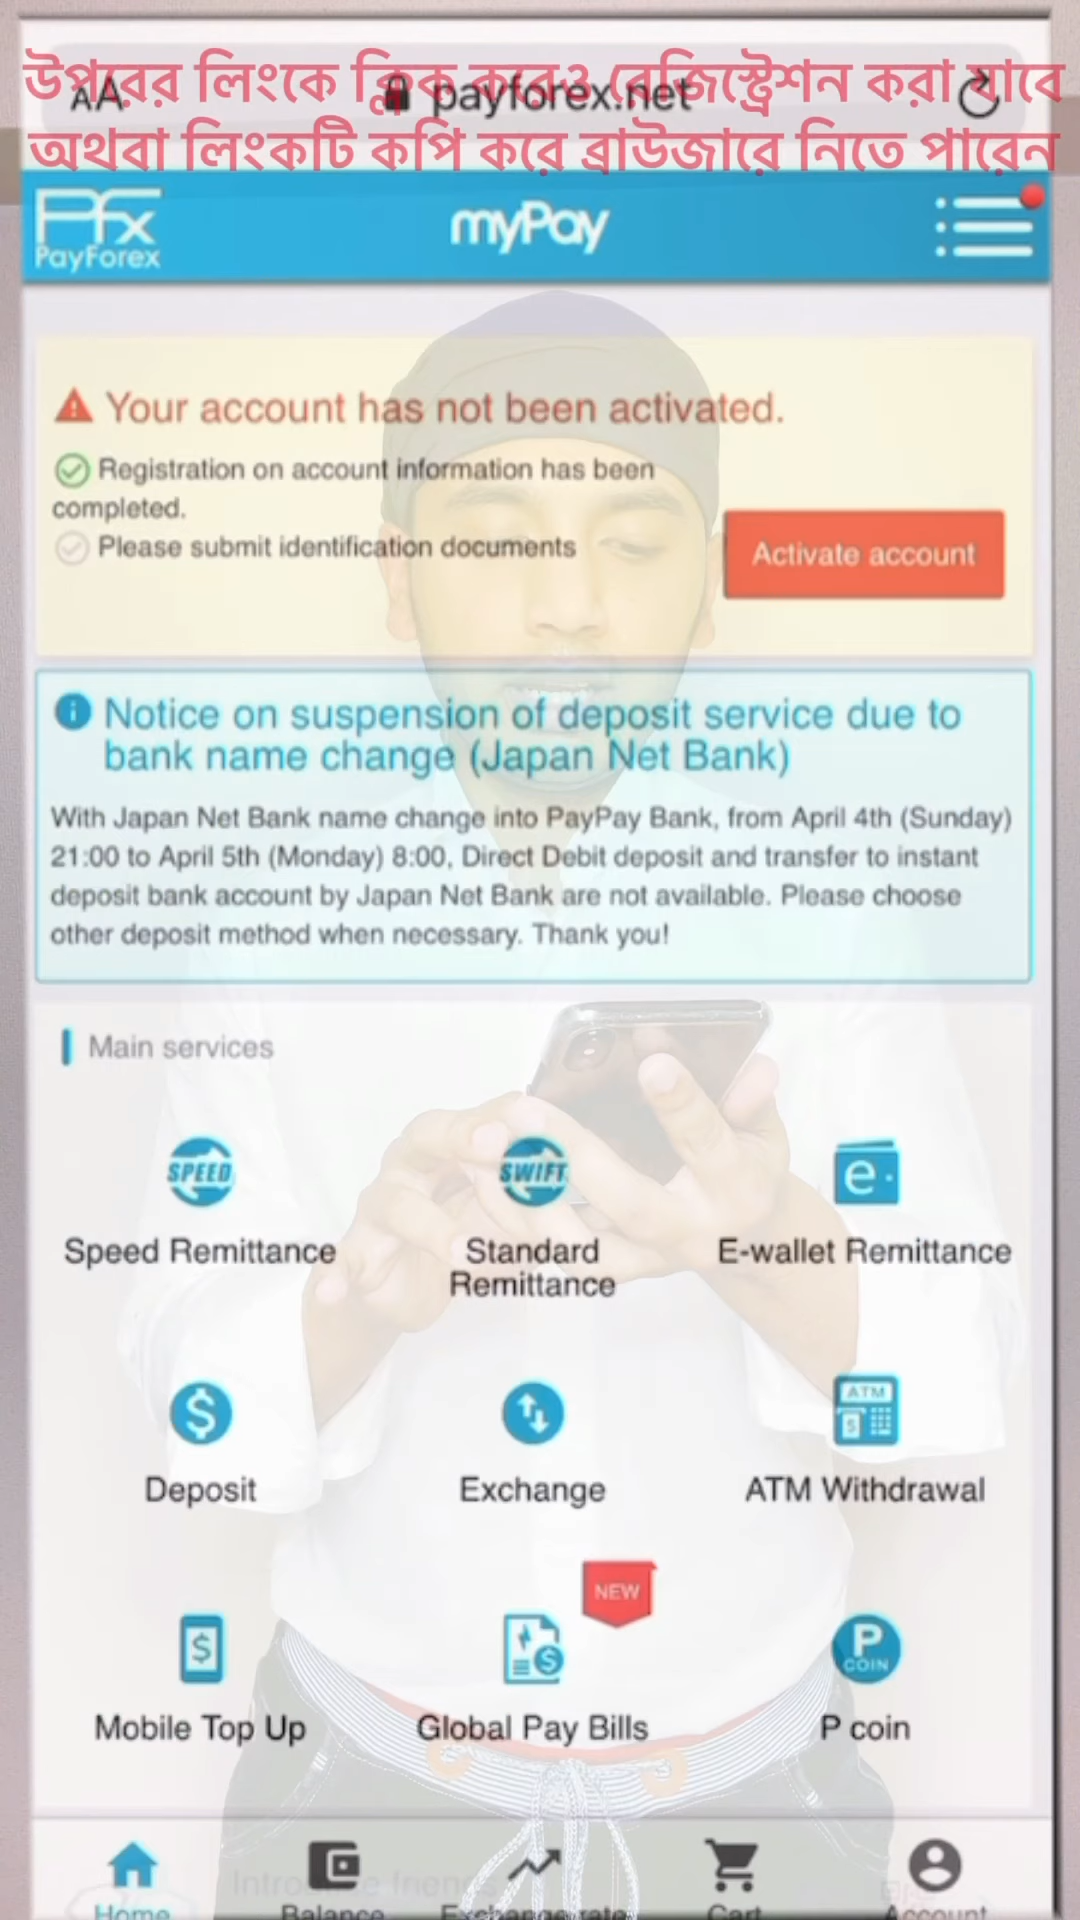 উপরের লিংকে ক্লিক করেও রেজিস্ট্রেশন করা যাবে
অথবা লিংকটি কপি করে ব্রাউজারে নিতে পারেন
AA payforex.net
PFx
PayForex
myPay
Your account has not been activated.
Registration on account information has been
completed.
Please submit identification documents
Activate account
Notice on suspension of deposit service due to
bank name change (Japan Net Bank)
With Japan Net Bank name change into PayPay Bank, from April 4th (Sunday)
21:00 to April 5th (Monday) 8:00, Direct Debit deposit and transfer to instant
deposit bank account by Japan Net Bank are not available. Please choose
other deposit method when necessary. Thank you!
Main services
SPEED SWIFT e
Speed Remittance Standard E-wallet Remittance
Remittance
$ ATM
$
Deposit Exchange ATM Withdrawal
NEW
$ $ P
COIN
Mobile Top Up Global Pay Bills P coin
Introduce friends
Home Balance Exchange rate Cart Account